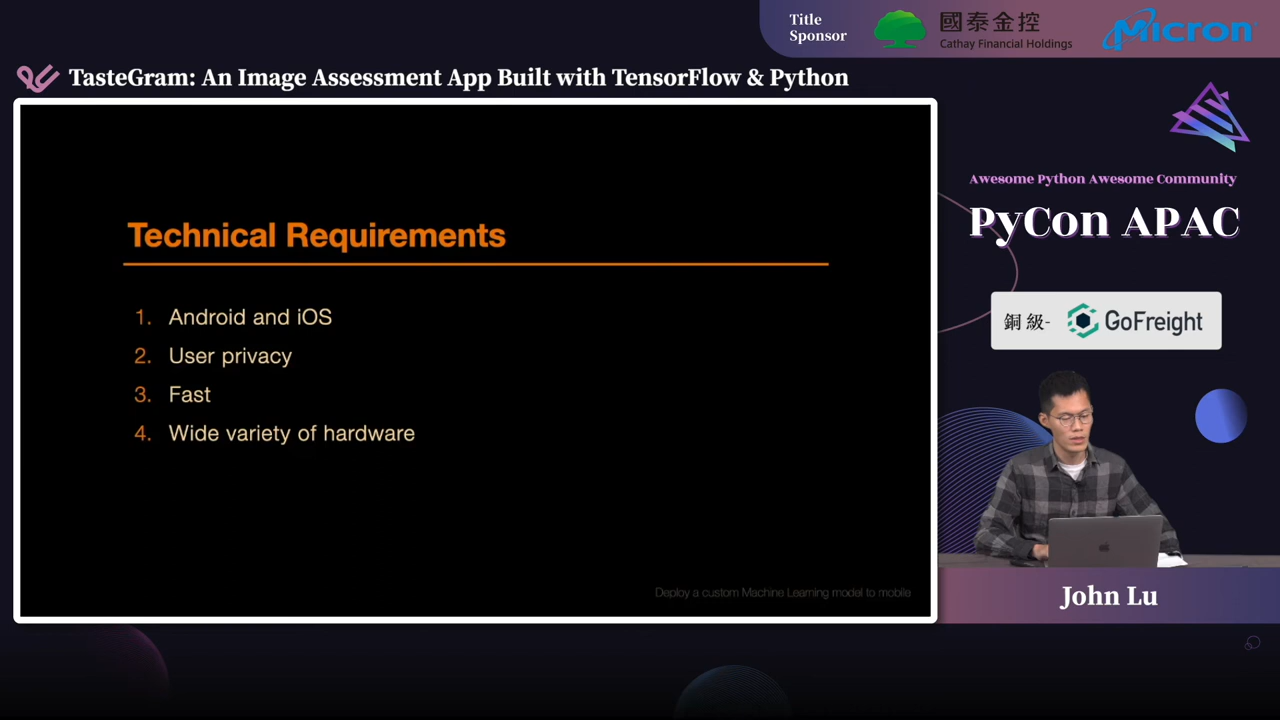 Title
Sponsor
國泰金控
Cathay Financial Holdings
Micron
TasteGram: An Image Assessment App Built with TensorFlow & Python
Technical Requirements
1. Android and iOS
2. User privacy
3. Fast
4. Wide variety of hardware
Deploy a custom Machine Learning model to mobile
Awesome Python Awesome Community
PyCon APAC
銅級- GoFreight
John Lu